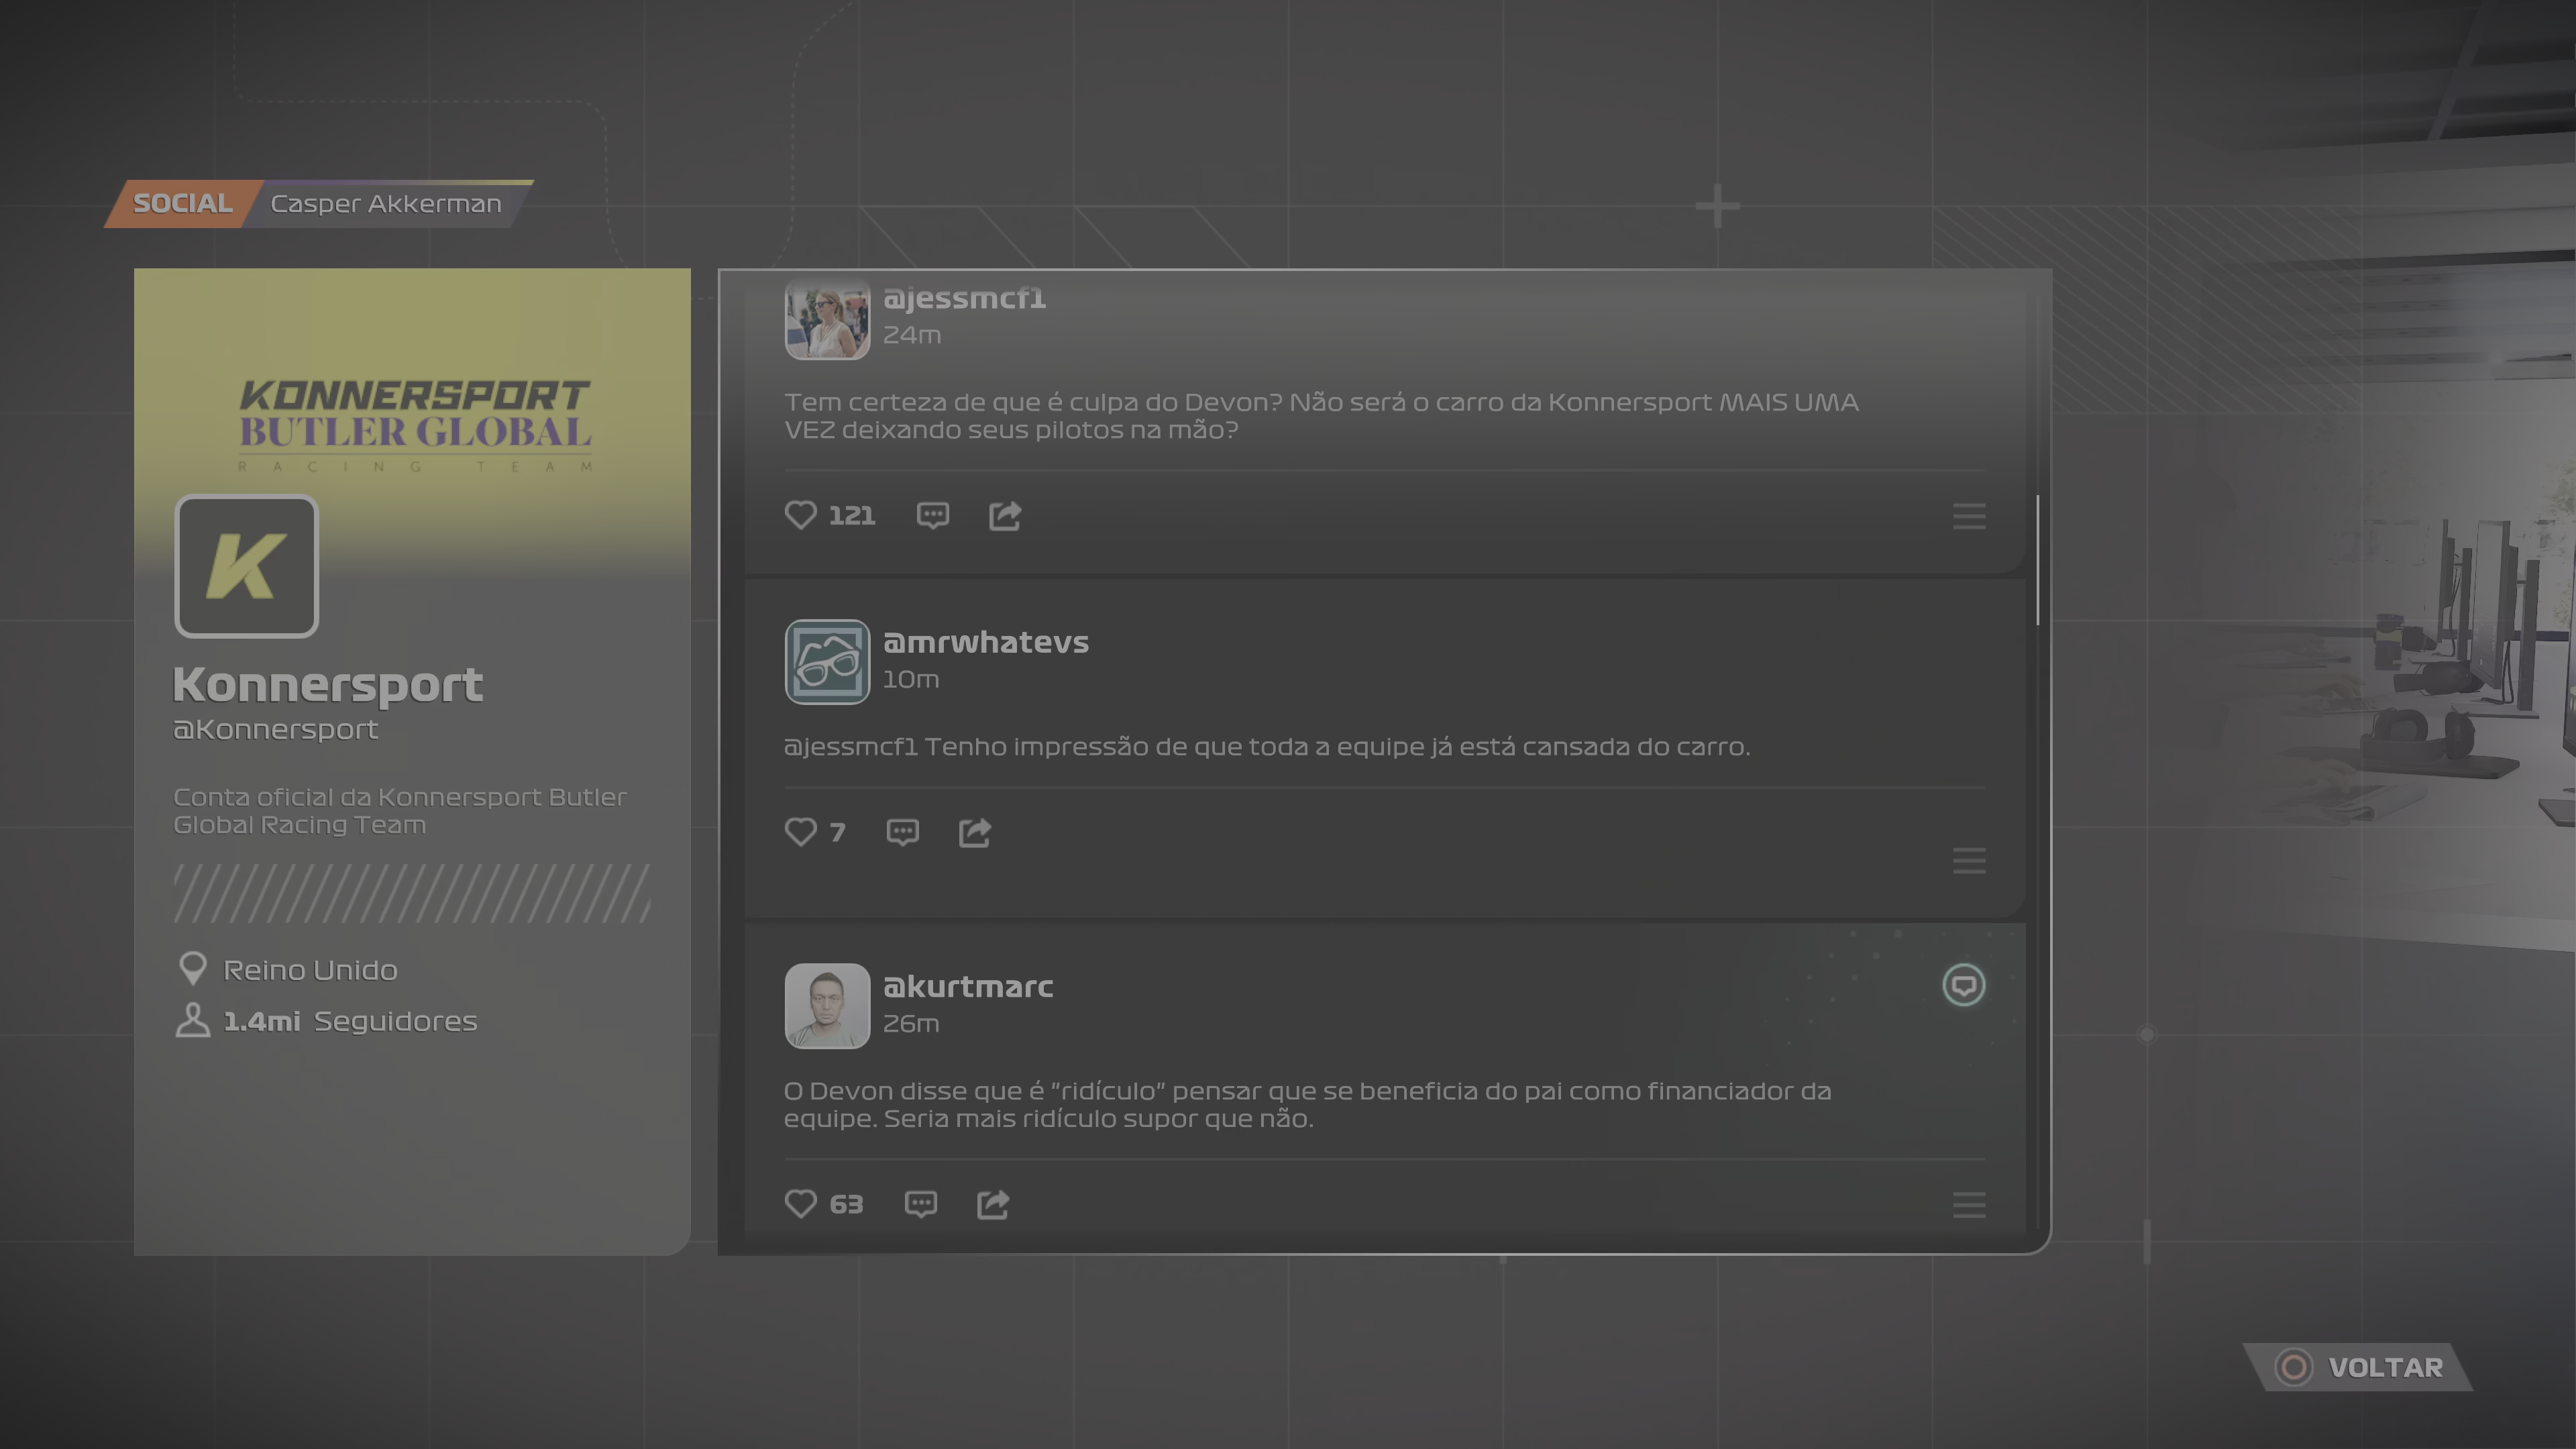 SOCIAL Casper Akkerman
KONNERSPORT
BUTLER GLOBAL
RACING TEAM
K
Konnersport
@Konnersport
Conta oficial da Konnersport Butler
Global Racing Team
Reino Unido
1.4mi Seguidores
@jessmcf1
24m
Tem certeza de que é culpa do Devon? Não será o carro da Konnersport MAIS UMA
VEZ deixando seus pilotos na mão?
121
@mrwhatevs
10m
@jessmcf1 Tenho impressão de que toda a equipe já está cansada do carro.
7
@kurtmarc
26m
O Devon disse que é "ridículo" pensar que se beneficia do pai como financiador da
equipe. Seria mais ridículo supor que não.
63
VOLTAR